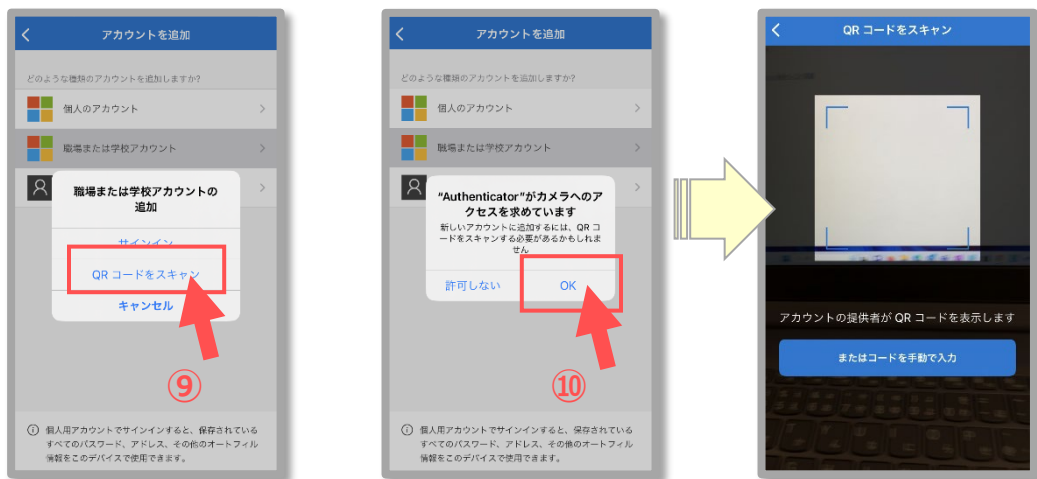 アカウントを追加
どのような種類のアカウントを追加しますか?
個人のアカウント
職場または学校アカウント
職場または学校アカウントの
追加
サインイン
QR コードをスキャン
キャンセル
⑨
個人用アカウントでサインインすると、保存されている
すべてのパスワード、アドレス、その他のオートフィル
情報をこのデバイスで使用できます。
アカウントを追加
どのような種類のアカウントを追加しますか?
個人のアカウント
職場または学校アカウント
"Authenticator"がカメラへのア
クセスを求めています
新しいアカウントに追加するには、QR コ
ードをスキャンする必要があるかもしれま
せん
許可しない
OK
⑩
個人用アカウントでサインインすると、保存されている
すべてのパスワード、アドレス、その他のオートフィル
情報をこのデバイスで使用できます。
QR コードをスキャン
アカウントの提供者が QR コードを表示します
またはコードを手動で入力